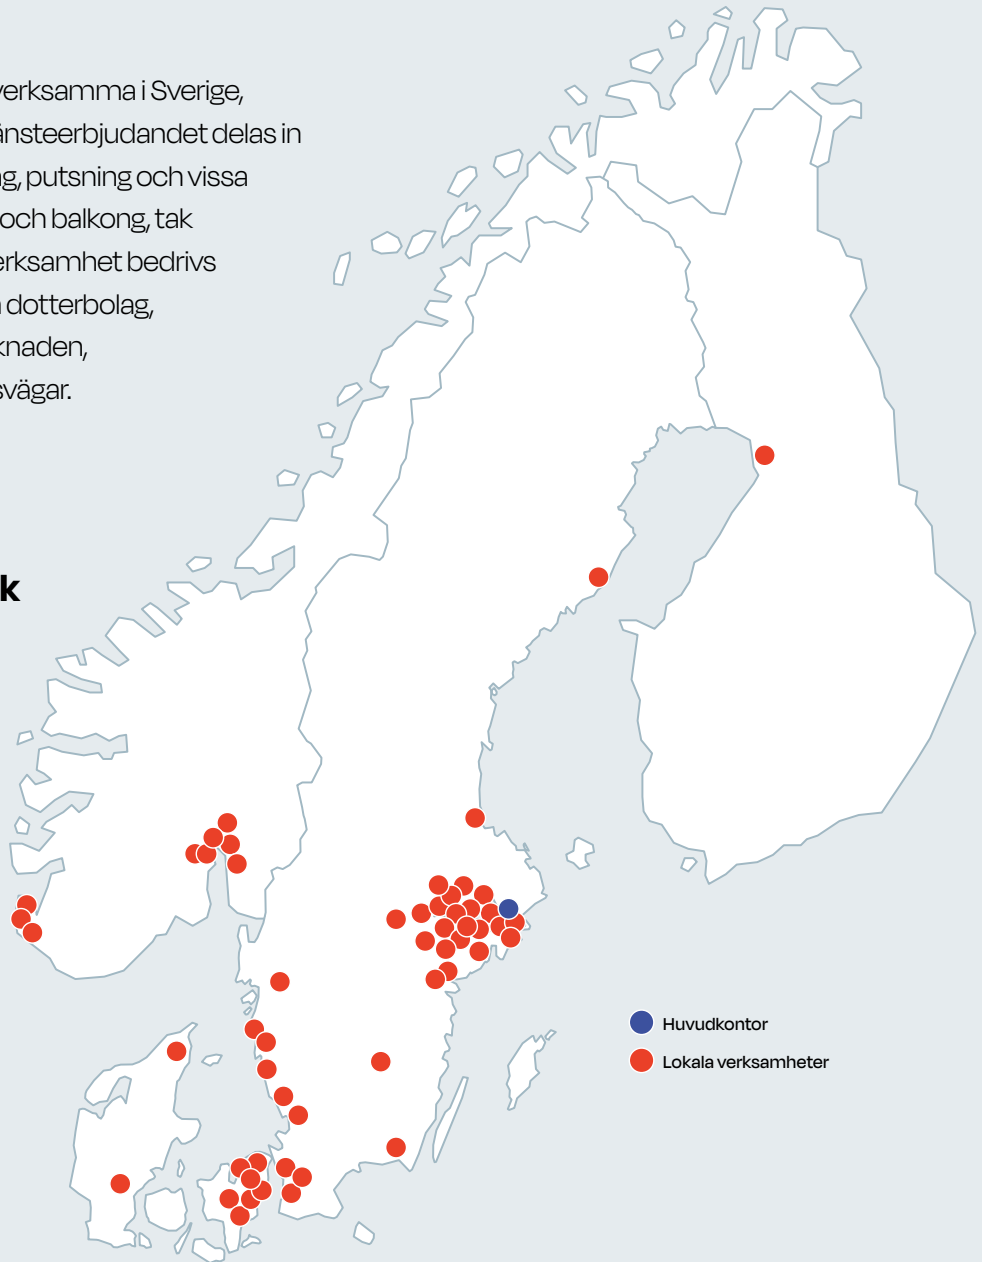 verksamma i Sverige,
änsteerbjudandet delas in
g, putsning och vissa
och balkong, tak
erksamhet bedrivs
dotterbolag,
knaden,
svägar.
k
Huvudkontor
Lokala verksamheter